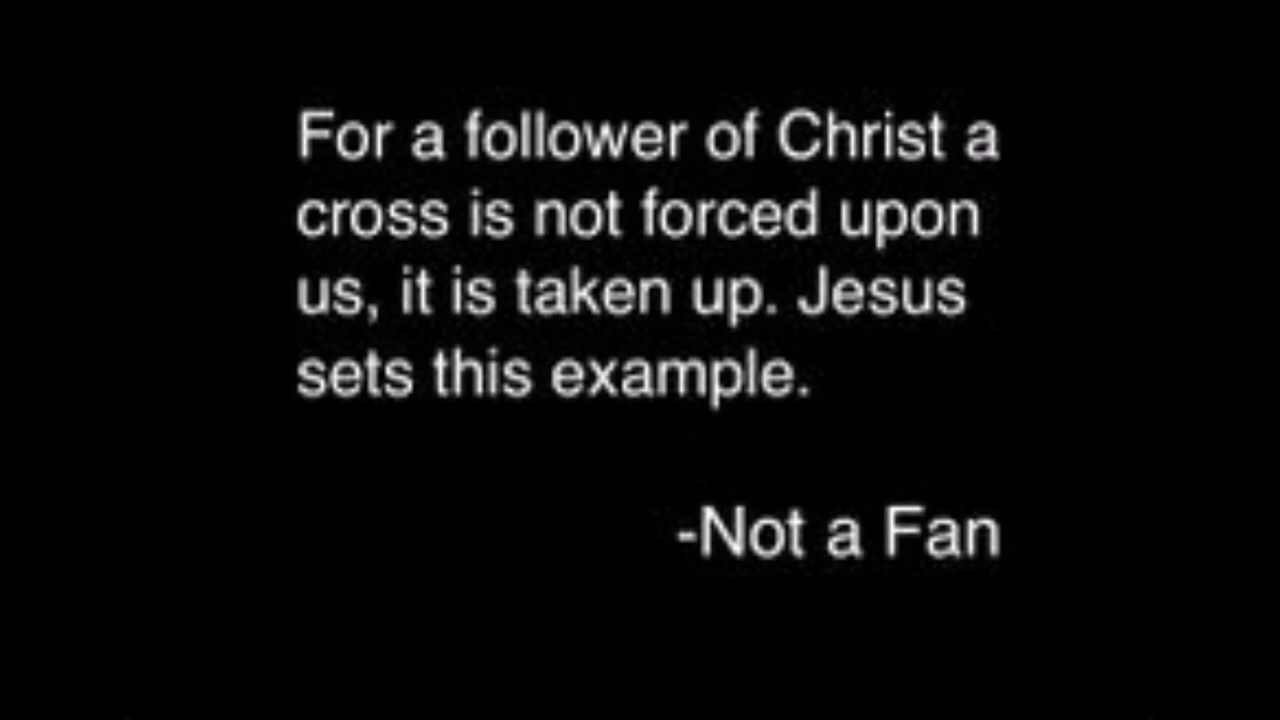 For a follower of Christ a
cross is not forced upon
us, it is taken up. Jesus
sets this example.
-Not a Fan